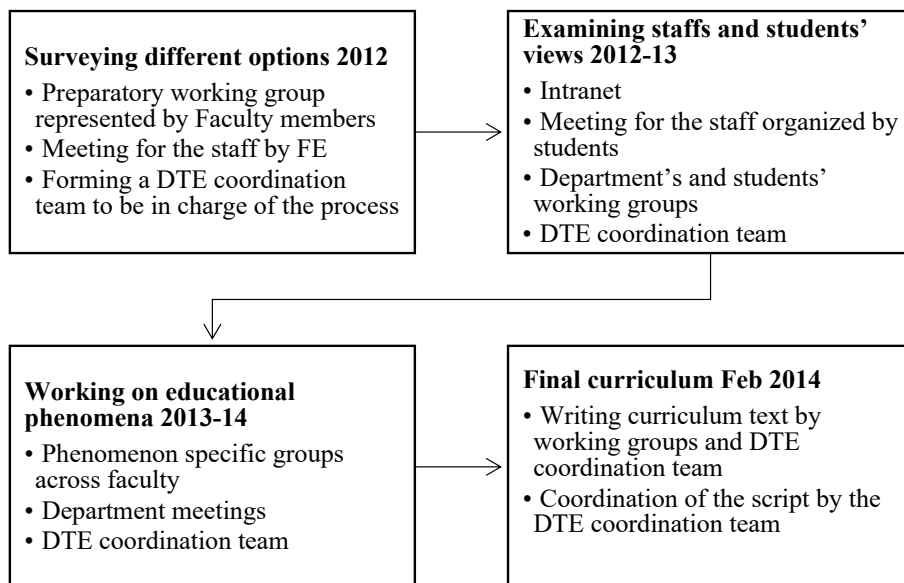 Surveying different options 2012
• Preparatory working group
represented by Faculty members
• Meeting for the staff by FE
• Forming a DTE coordination
team to be in charge of the process
Examining staffs and students’
views 2012-13
• Intranet
• Meeting for the staff organized by
students
• Department’s and students’
working groups
• DTE coordination team
Working on educational
phenomena 2013-14
• Phenomenon specific groups
across faculty
• Department meetings
• DTE coordination team
Final curriculum Feb 2014
• Writing curriculum text by
working groups and DTE
coordination team
• Coordination of the script by the
DTE coordination team